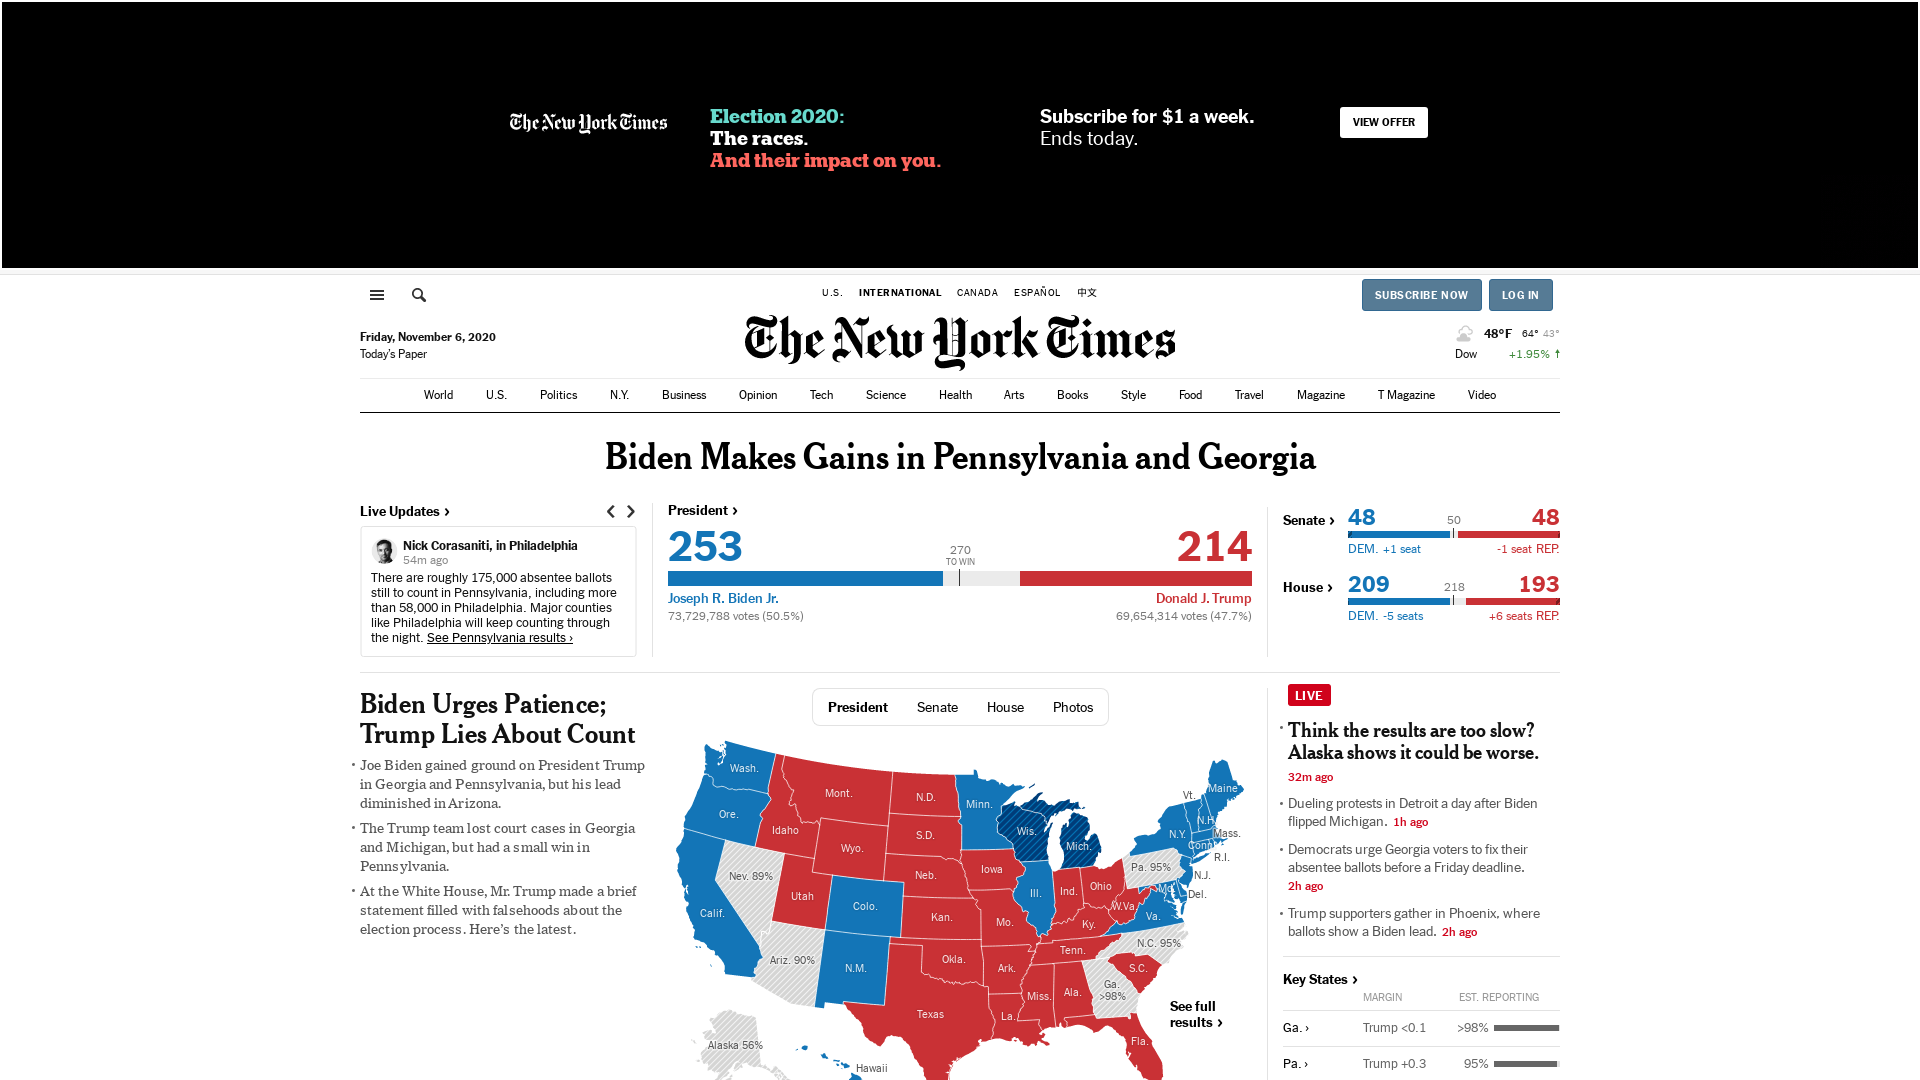 The New York Times
Election 2020:
The races.
And their impact on you.
Subscribe for $1 a week.
Ends today.
VIEW OFFER
U.S.
INTERNATIONAL
CANADA
ESPAÑOL
中文
SUBSCRIBE NOW
LOG IN
Friday, November 6, 2020
Today's Paper
The New York Times
48°F 64° 43°
Dow +1.95% ↑
World U.S. Politics N.Y. Business Opinion Tech Science Health Arts Books Style Food Travel Magazine T Magazine Video
Biden Makes Gains in Pennsylvania and Georgia
Live Updates ›
Nick Corasaniti, in Philadelphia
54m ago
There are roughly 175,000 absentee ballots
still to count in Pennsylvania, including more
than 58,000 in Philadelphia. Major counties
like Philadelphia will keep counting through
the night. See Pennsylvania results ›
President ›
253
270
TO WIN
214
Joseph R. Biden Jr.
Donald J. Trump
73,729,788 votes (50.5%)
69,654,314 votes (47.7%)
Senate ›
48
50
48
DEM. +1 seat
-1 seat REP.
House ›
209
218
193
DEM. -5 seats
+6 seats REP.
Biden Urges Patience;
Trump Lies About Count
• Joe Biden gained ground on President Trump
in Georgia and Pennsylvania, but his lead
diminished in Arizona.
• The Trump team lost court cases in Georgia
and Michigan, but had a small win in
Pennsylvania.
• At the White House, Mr. Trump made a brief
statement filled with falsehoods about the
election process. Here's the latest.
President Senate House Photos
Wash.
Ore.
Calif.
Nev. 89%
Idaho
Mont.
Wyo.
Utah
Ariz. 90%
Colo.
N.M.
N.D.
S.D.
Neb.
Kan.
Okla.
Texas
Minn.
Iowa
Mo.
Ark.
La.
Wis.
Ill.
Mich.
Ind.
Ohio
Ky.
Tenn.
Miss.
Ala.
Ga.
>98%
Fla.
S.C.
N.C. 95%
Va.
W.Va.
Md.
Del.
Pa. 95%
N.J.
N.Y.
Conn.
R.I.
Mass.
Vt.
N.H.
Maine
Alaska 56%
Hawaii
See full
results ›
LIVE
• Think the results are too slow?
Alaska shows it could be worse.
32m ago
• Dueling protests in Detroit a day after Biden
flipped Michigan. 1h ago
• Democrats urge Georgia voters to fix their
absentee ballots before a Friday deadline.
2h ago
• Trump supporters gather in Phoenix, where
ballots show a Biden lead. 2h ago
Key States ›
MARGIN EST. REPORTING
Ga. › Trump <0.1 >98%
Pa. › Trump +0.3 95%